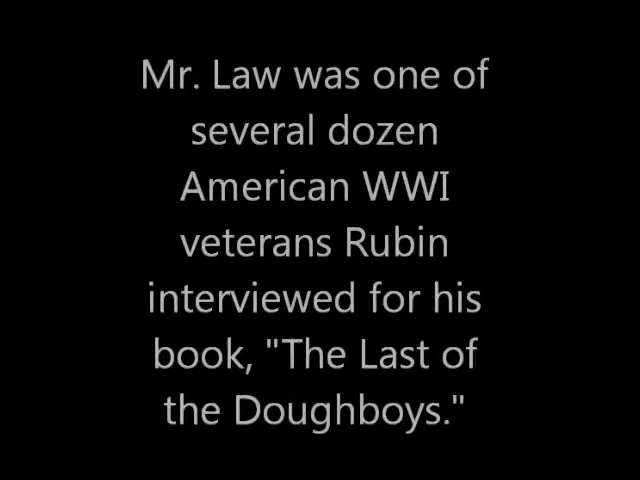 Mr. Law was one of
several dozen
American WWI
veterans Rubin
interviewed for his
book, "The Last of
the Doughboys."